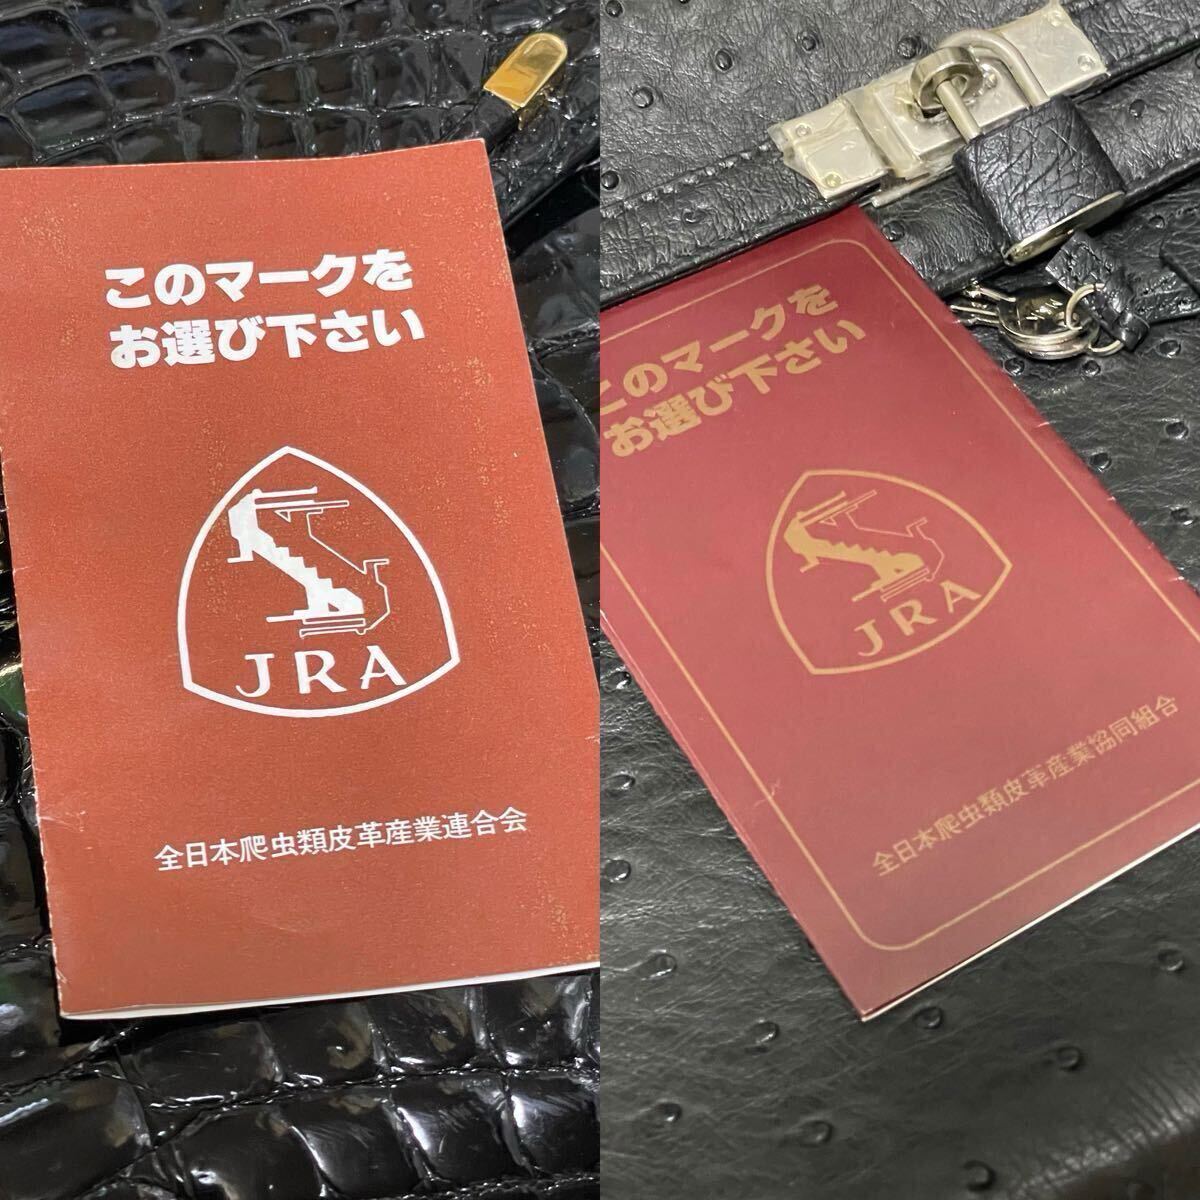 このマークを
お選び下さい
JRA
全日本爬虫類皮革産業連合会
このマークを
お選び下さい
JRA
全日本爬虫類皮革産業協同組合